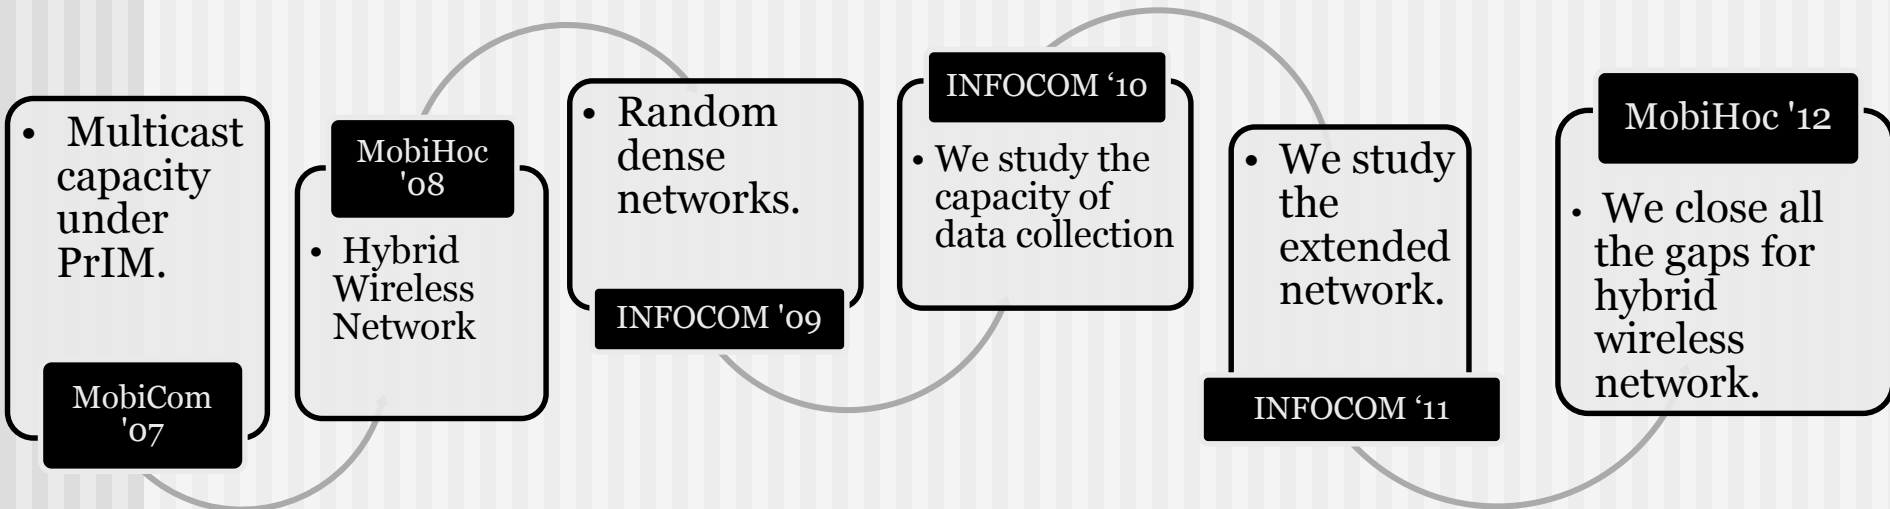 • Multicast
capacity
under
PrIM.
MobiCom
'07
MobiHoc
'08
• Hybrid
Wireless
Network
• Random
dense
networks.
INFOCOM '09
INFOCOM ‘10
• We study the
capacity of
data collection
• We study
the
extended
network.
INFOCOM ‘11
MobiHoc '12
• We close all
the gaps for
hybrid
wireless
network.